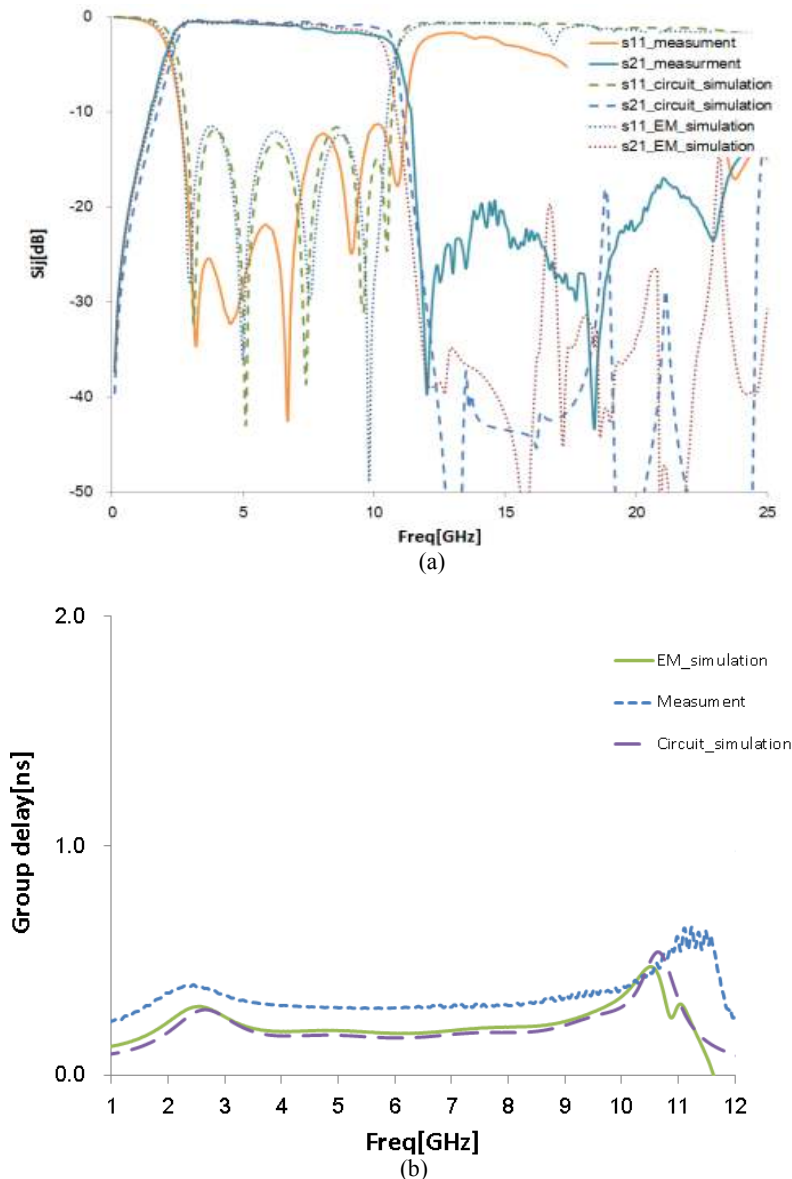 0
-10
-20
-30
-40
-50
Sij[dB]
s11_measument
s21_measurment
s11_circuit_simulation
s21_circuit_simulation
s11_EM_simulation
s21_EM_simulation
0 5 10 15 20 25
Freq[GHz]
(a)
2.0
1.0
0.0
Group delay[ns]
EM_simulation
Measument
Circuit_simulation
1 2 3 4 5 6 7 8 9 10 11 12
Freq[GHz]
(b)